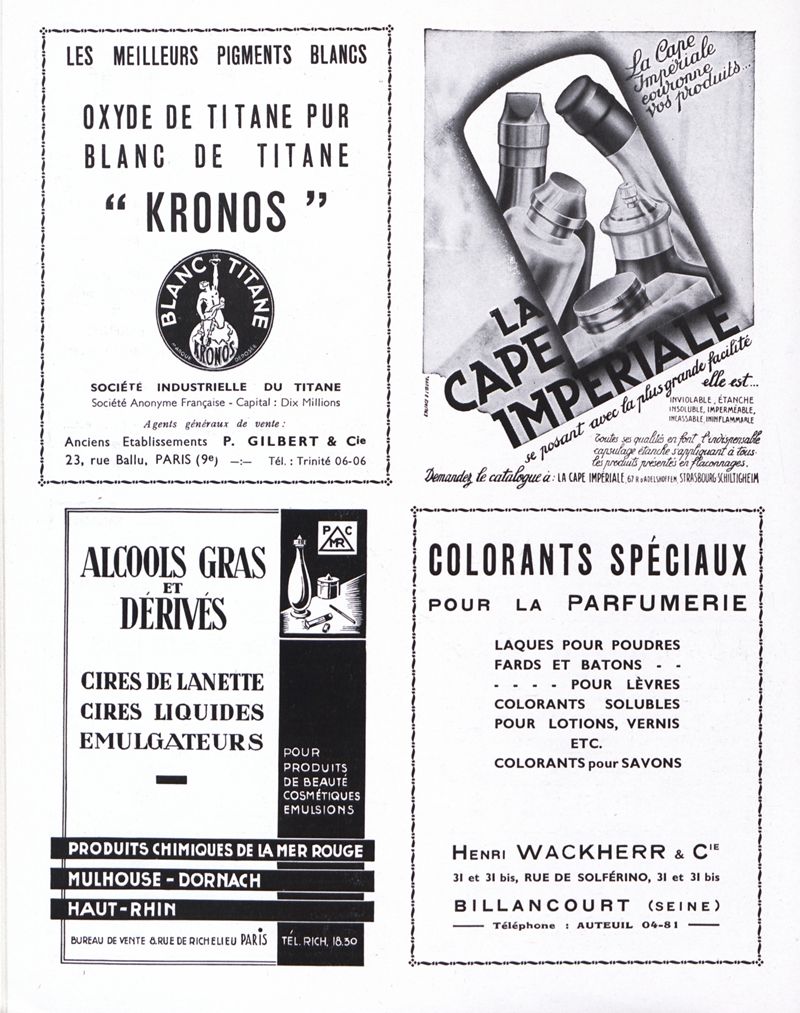 LES MEILLEURS PIGMENTS BLANCS
OXYDE DE TITANE PUR
BLANC DE TITANE
“ KRONOS ”
BLANC DE TITANE
KRONOS
MARQUE DEPOSÉE
SOCIÉTÉ INDUSTRIELLE DU TITANE
Société Anonyme Française - Capital : Dix Millions
Agents généraux de vente :
Anciens Etablissements P. GILBERT & Cie
23, rue Ballu, PARIS (9e) —:— Tél. : Trinité 06-06
La Cape
Impériale
couronne
vos produits...
LA
CAPE
IMPERIALE
se posant avec la plus grande facilité
elle est...
INVIOLABLE, ÉTANCHE
INSOLUBLE, IMPERMÉABLE,
INCASSABLE, ININFLAMMABLE
Toutes ses qualités en font l'indispensable
capsulage étanche s'appliquant à tous
les produits présentés en flaconnages.
Demandez le catalogue à : LA CAPE IMPÉRIALE, 67 R. D'ADELSHOFFEN, STRASBOURG-SCHILTIGHEIM
P C
MR
ALCOOLS GRAS
ET
DÉRIVÉS
CIRES DE LANETTE
CIRES LIQUIDES
EMULGATEURS
POUR
PRODUITS
DE BEAUTÉ
COSMÉTIQUES
EMULSIONS
PRODUITS CHIMIQUES DE LA MER ROUGE
MULHOUSE - DORNACH
HAUT-RHIN
BUREAU DE VENTE 8, RUE DE RICHELIEU PARIS TÉL. RICH. 18.30
COLORANTS SPÉCIAUX
POUR LA PARFUMERIE
LAQUES POUR POUDRES
FARDS ET BATONS - -
- - - - POUR LÈVRES
COLORANTS SOLUBLES
POUR LOTIONS, VERNIS
ETC.
COLORANTS pour SAVONS
HENRI WACKHERR & CIE
31 et 31 bis, RUE DE SOLFÉRINO, 31 et 31 bis
BILLANCOURT (SEINE)
Téléphone : AUTEUIL 04-81